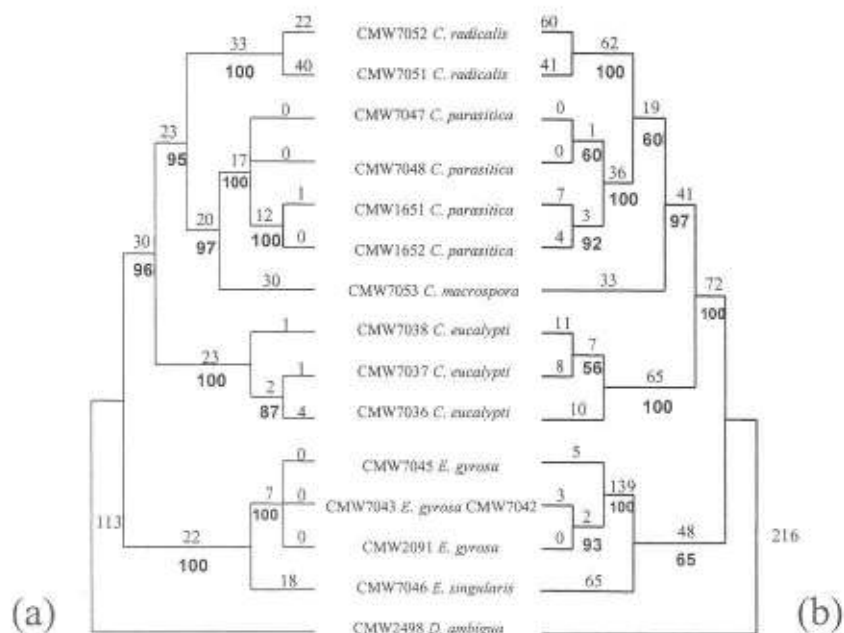 22 CMW7052 C. radicalis 60
33 62
100 100
40 CMW7051 C. radicalis 41
0 CMW7047 C. parasitica 0
23 19
95 60
17 1
100 60
0 CMW7048 C. parasitica 0
36
100
1 CMW1651 C. parasitica 7
20 12 3 41
97 100 92 97
0 CMW1652 C. parasitica 4
30 72
96 100
30 CMW7053 C. macrospora 33
1 CMW7038 C. eucalypti 11
23 7
100 56
1 CMW7037 C. eucalypti 8
2 65
87 100
4 CMW7036 C. eucalypti 10
0 CMW7045 E. gyrosa 5
7 139
100 100
0 CMW7043 E. gyrosa CMW7042 3
2
93
113 216
22 48
100 65
0 CMW2091 E. gyrosa 0
18 CMW7046 E. singularis 65
(a) (b)
CMW2498 D. ambigua